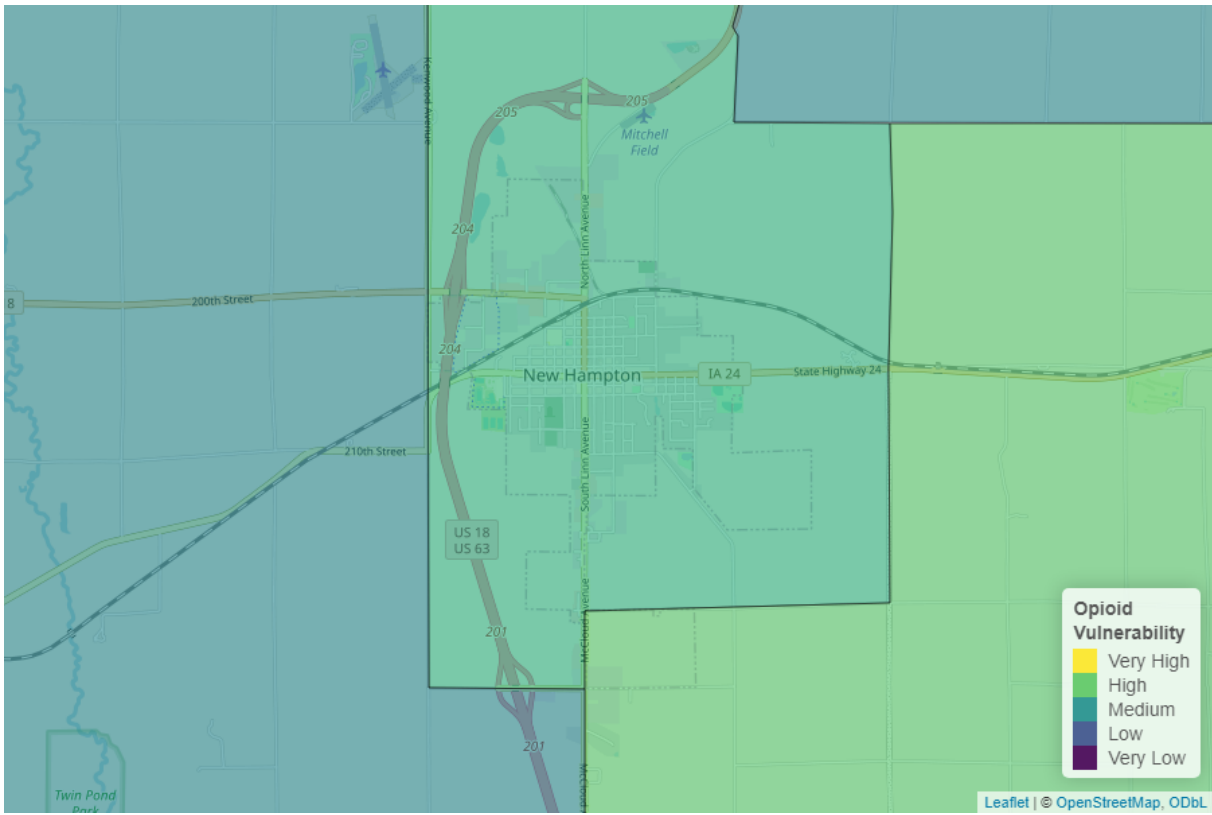 Kenwood Avenue
205
205
Mitchell
Field
204
North Linn Avenue
8
200th Street
204
New Hampton
IA 24
State Highway 24
210th Street
South Linn Avenue
US 18
US 63
McCloud Avenue
201
201
Twin Pond
Park
Opioid
Vulnerability
Very High
High
Medium
Low
Very Low
Leaflet | © OpenStreetMap, ODbL